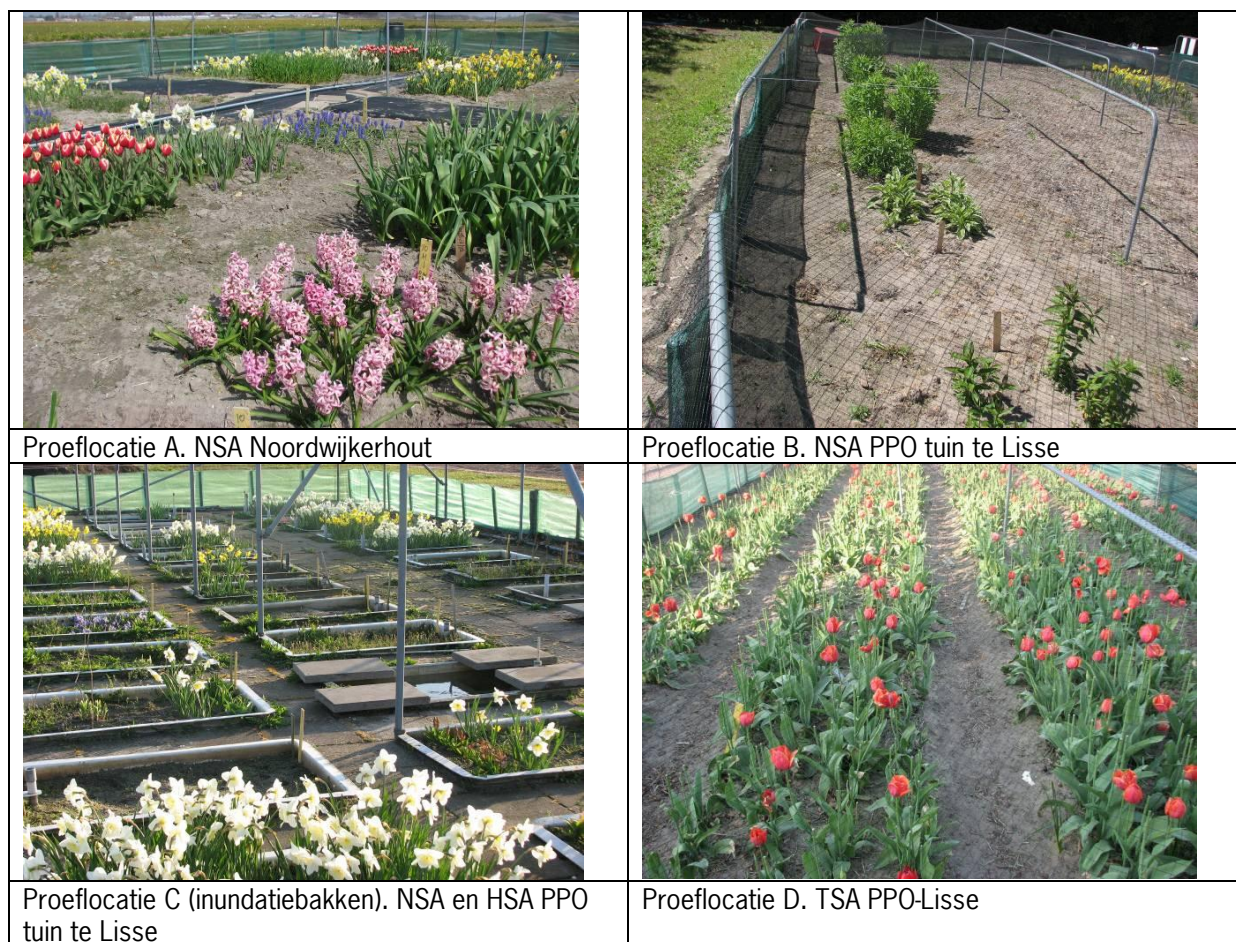 Proeflocatie A. NSA Noordwijkerhout
Proeflocatie B. NSA PPO tuin te Lisse
Proeflocatie C (inundatiebakken). NSA en HSA PPO
tuin te Lisse
Proeflocatie D. TSA PPO-Lisse